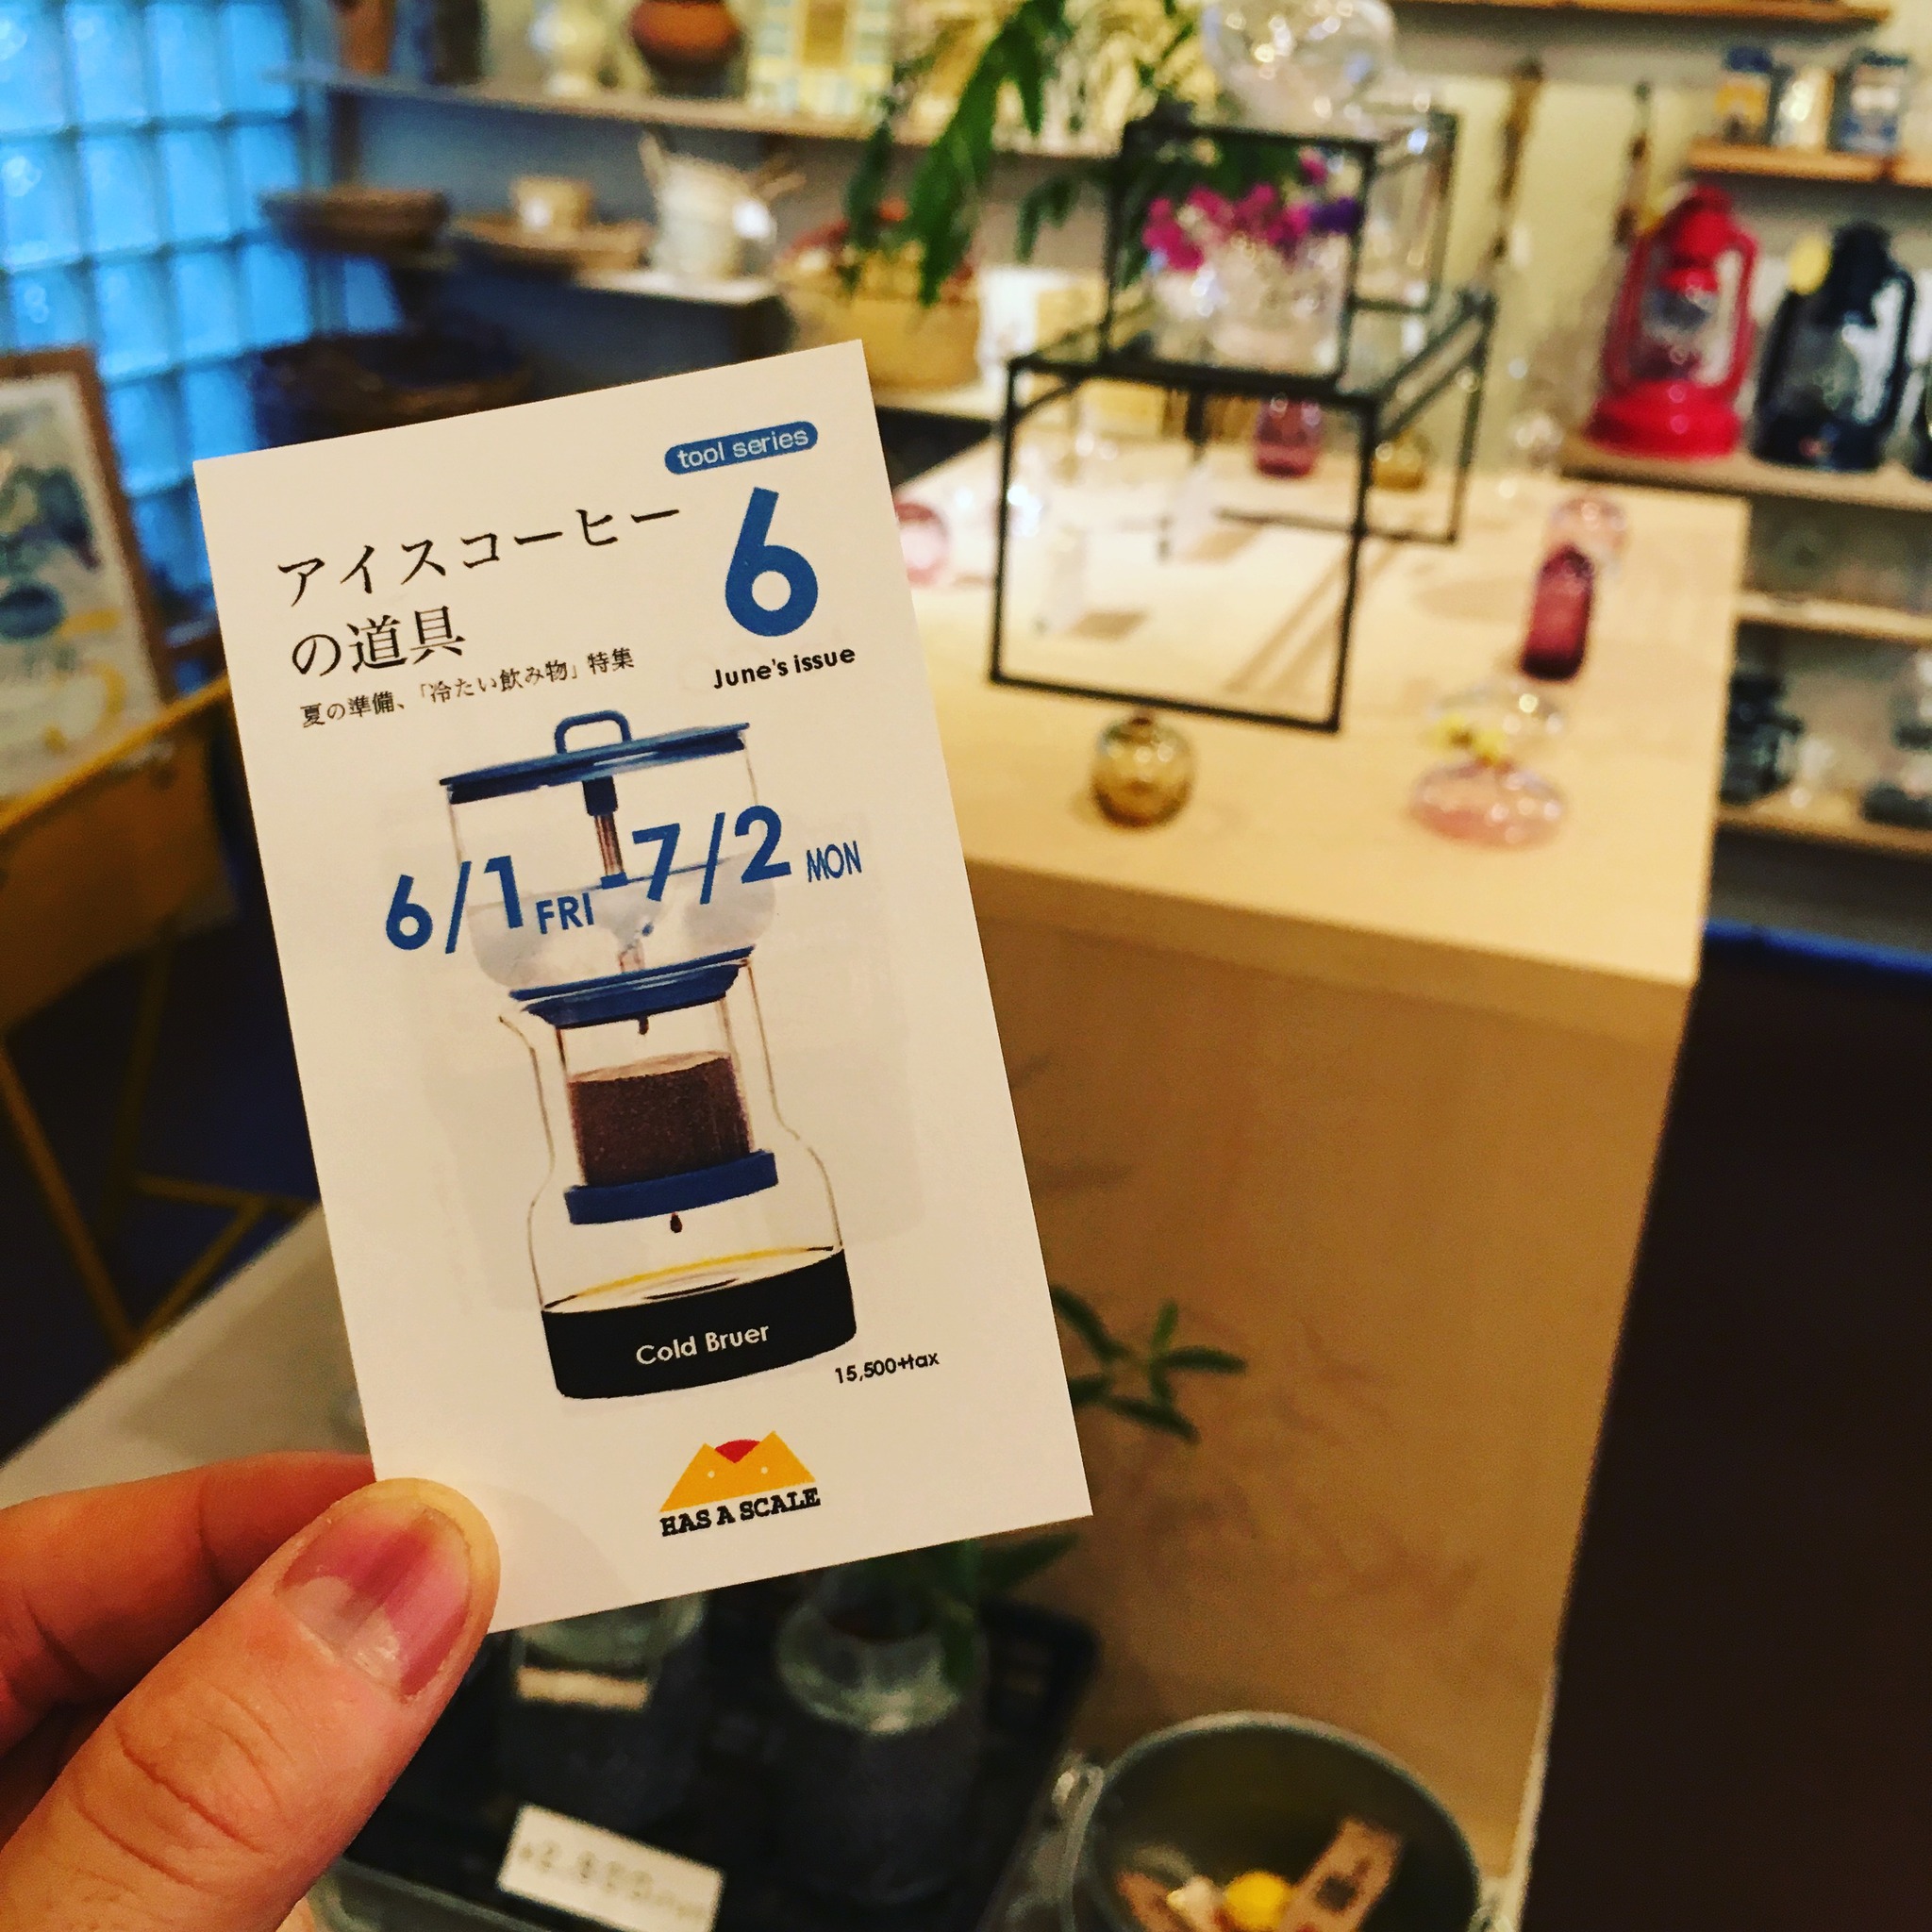 tool series
アイスコーヒー
の道具
6
June's issue
夏の準備、「冷たい飲み物」特集
6/1 FRI - 7/2 MON
Cold Bruer
15,500+tax
HAS A SCALE